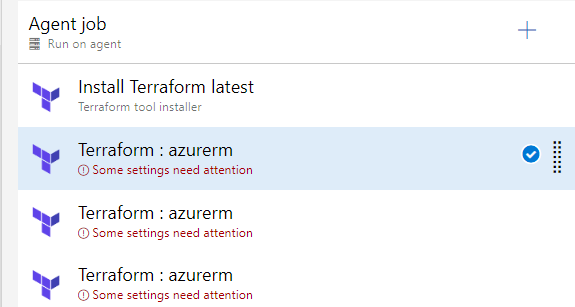 Agent job
Run on agent
Install Terraform latest
Terraform tool installer
Terraform : azurerm
Some settings need attention
Terraform : azurerm
Some settings need attention
Terraform : azurerm
Some settings need attention